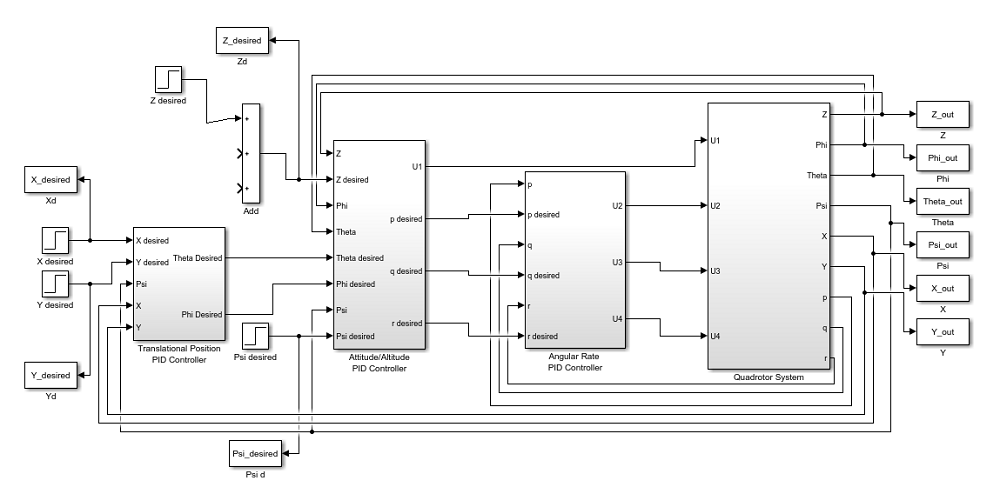 Z_desired
Zd
Z desired
+
+
+
Add
X_desired
Xd
X desired
Y desired
Y_desired
Yd
X desired
Y desired
Psi
X
Y
Theta Desired
Phi Desired
Translational Position
PID Controller
Psi desired
Psi_desired
Psi d
Z
Z desired
Phi
Theta
Theta desired
Phi desired
Psi
Psi desired
U1
p desired
q desired
r desired
Attitude/Altitude
PID Controller
p
p desired
q
q desired
r
r desired
U2
U3
U4
Angular Rate
PID Controller
U1
U2
U3
U4
Z
Phi
Theta
Psi
X
Y
p
q
r
Quadrotor System
Z_out
Z
Phi_out
Phi
Theta_out
Theta
Psi_out
Psi
X_out
X
Y_out
Y